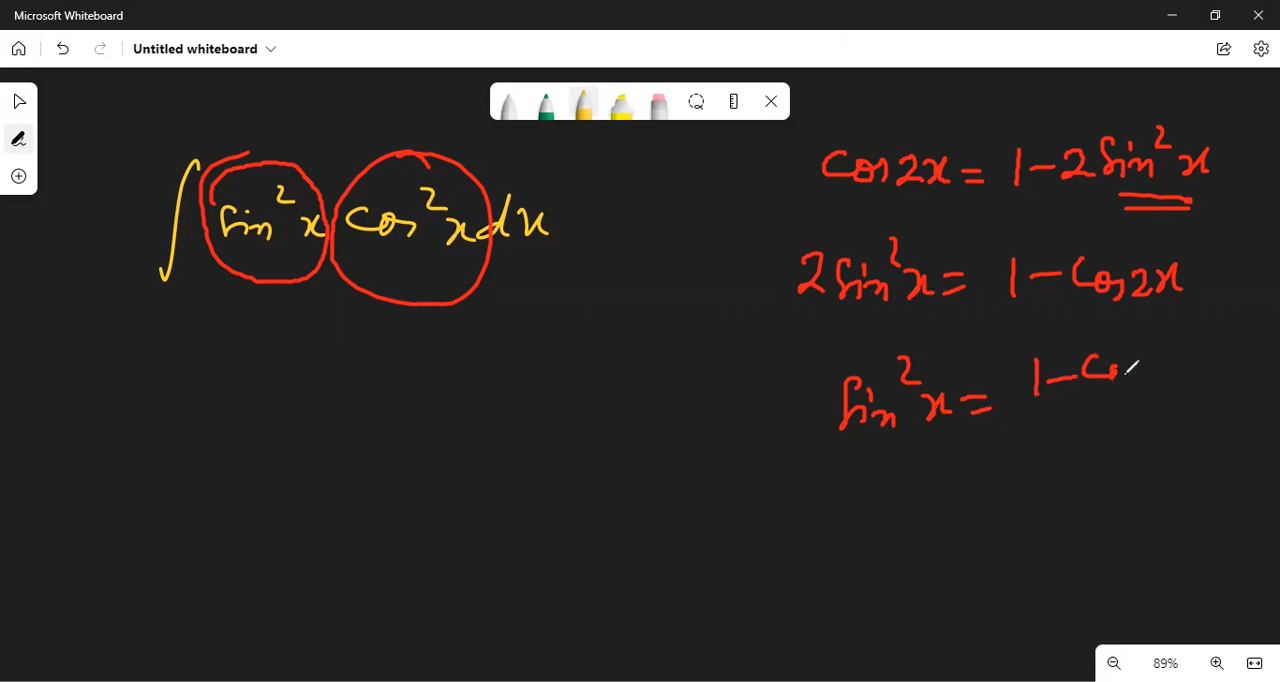 Microsoft Whiteboard
Untitled whiteboard
∫ sin²x cos²x dx
cos2x = 1 - 2sin²x
2sin²x = 1 - cos2x
sin²x = 1 - co
89%